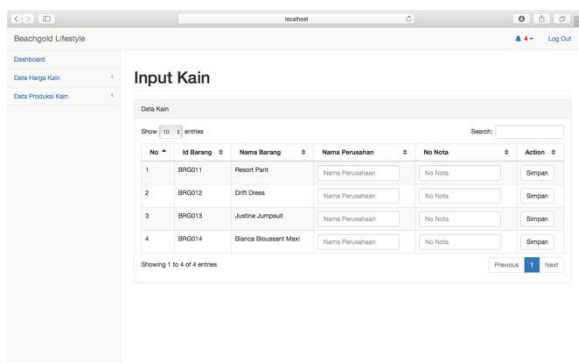 localhost
Beachgold Lifestyle
4
Log Out
Dashboard
Data Harga Kain
Data Produksi Kain
Input Kain
Data Kain
Show 10 entries
Search:
No Id Barang Nama Barang Nama Perusahan No Nota Action
1 BRG011 Resort Pant Nama Perusahaan No Nota Simpan
2 BRG012 Drift Dress Nama Perusahaan No Nota Simpan
3 BRG013 Justine Jumpsuit Nama Perusahaan No Nota Simpan
4 BRG014 Bianca Bloussant Maxi Nama Perusahaan No Nota Simpan
Showing 1 to 4 of 4 entries
Previous 1 Next